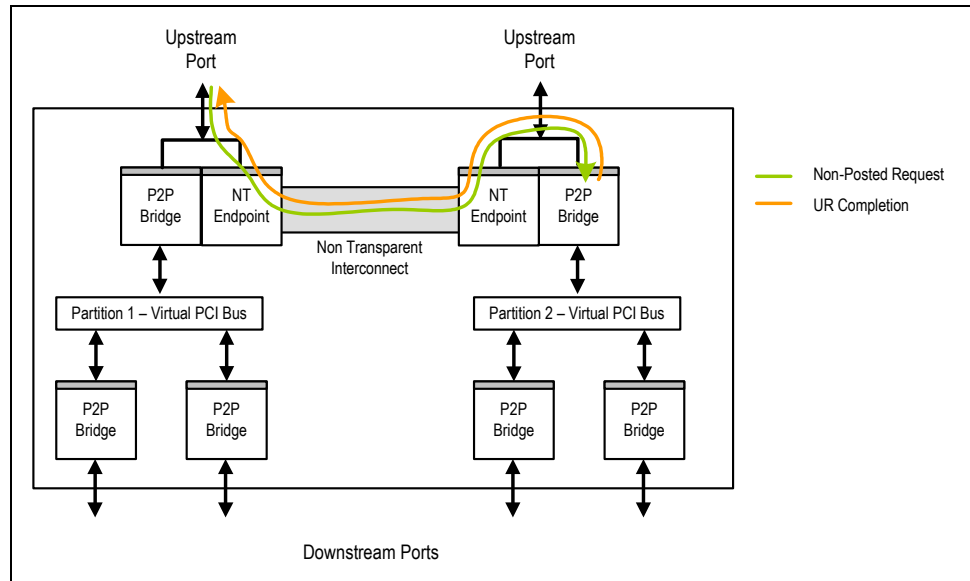 Upstream
Port
Upstream
Port
P2P
Bridge
NT
Endpoint
NT
Endpoint
P2P
Bridge
Non-Posted Request
UR Completion
Non Transparent
Interconnect
Partition 1 – Virtual PCI Bus
Partition 2 – Virtual PCI Bus
P2P
Bridge
P2P
Bridge
P2P
Bridge
P2P
Bridge
Downstream Ports